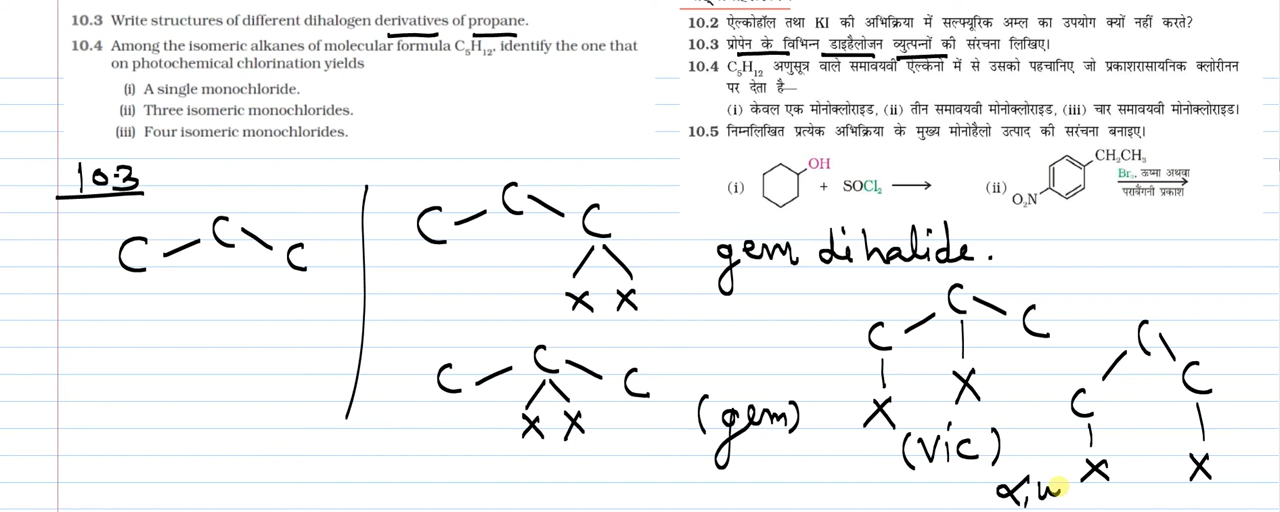 10.3 Write structures of different dihalogen derivatives of propane.
10.4 Among the isomeric alkanes of molecular formula C₅H₁₂, identify the one that
on photochemical chlorination yields
(i) A single monochloride.
(ii) Three isomeric monochlorides.
(iii) Four isomeric monochlorides.
10.2 ऐल्कोहॉल तथा KI की अभिक्रिया में सल्फ्यूरिक अम्ल का उपयोग क्यों नहीं करते?
10.3 प्रोपेन के विभिन्न डाइहैलोजन व्युत्पन्नों की संरचना लिखिए।
10.4 C₅H₁₂ अणुसूत्र वाले समावयवी ऐल्केनों में से उसको पहचानिए जो प्रकाशरासायनिक क्लोरीनन
पर देता है—
(i) केवल एक मोनोक्लोराइड, (ii) तीन समावयवी मोनोक्लोराइड, (iii) चार समावयवी मोनोक्लोराइड।
10.5 निम्नलिखित प्रत्येक अभिक्रिया के मुख्य मोनोहैलो उत्पाद की संरचना बनाइए।
(i) OH + SOCl₂ ⟶
(ii) O₂N CH₂CH₃ Br₂, ऊष्मा अथवा
पराबैंगनी प्रकाश
10.3
C – C – C
C – C – C
X X
gem dihalide.
C – C – C
X X
(gem)
C – C – C
X X
(vic)
C – C – C
X X
α,ω